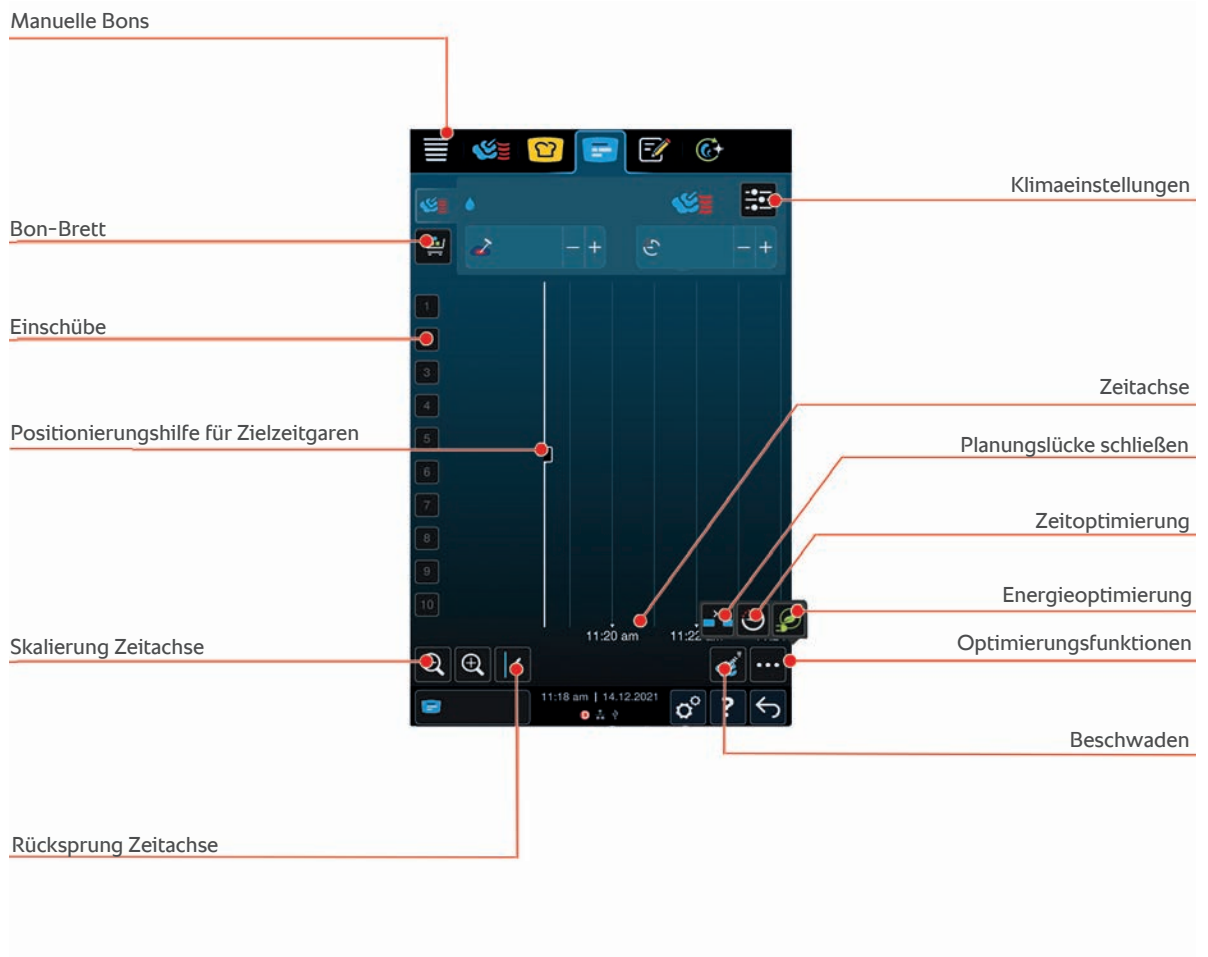 Manuelle Bons
Klimaeinstellungen
Bon-Brett
1
Einschübe
3
Zeitachse
4
Positionierungshilfe für Zielzeitgaren
5
Planungslücke schließen
6
7
Zeitoptimierung
8
9
Energieoptimierung
10
11:20 am
Skalierung Zeitachse
Optimierungsfunktionen
11:18 am | 14.12.2021
?
Beschwaden
Rücksprung Zeitachse